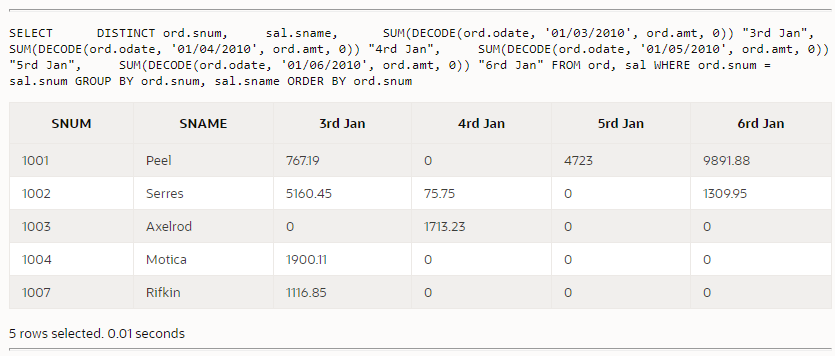 SELECT      DISTINCT ord.snum,     sal.sname,      SUM(DECODE(ord.odate, '01/03/2010', ord.amt, 0)) "3rd Jan",
SUM(DECODE(ord.odate, '01/04/2010', ord.amt, 0)) "4rd Jan",     SUM(DECODE(ord.odate, '01/05/2010', ord.amt, 0))
"5rd Jan",     SUM(DECODE(ord.odate, '01/06/2010', ord.amt, 0)) "6rd Jan" FROM ord, sal WHERE ord.snum =
sal.snum GROUP BY ord.snum, sal.sname ORDER BY ord.snum
SNUM SNAME 3rd Jan 4rd Jan 5rd Jan 6rd Jan
1001 Peel 767.19 0 4723 9891.88
1002 Serres 5160.45 75.75 0 1309.95
1003 Axelrod 0 1713.23 0 0
1004 Motica 1900.11 0 0 0
1007 Rifkin 1116.85 0 0 0
5 rows selected. 0.01 seconds